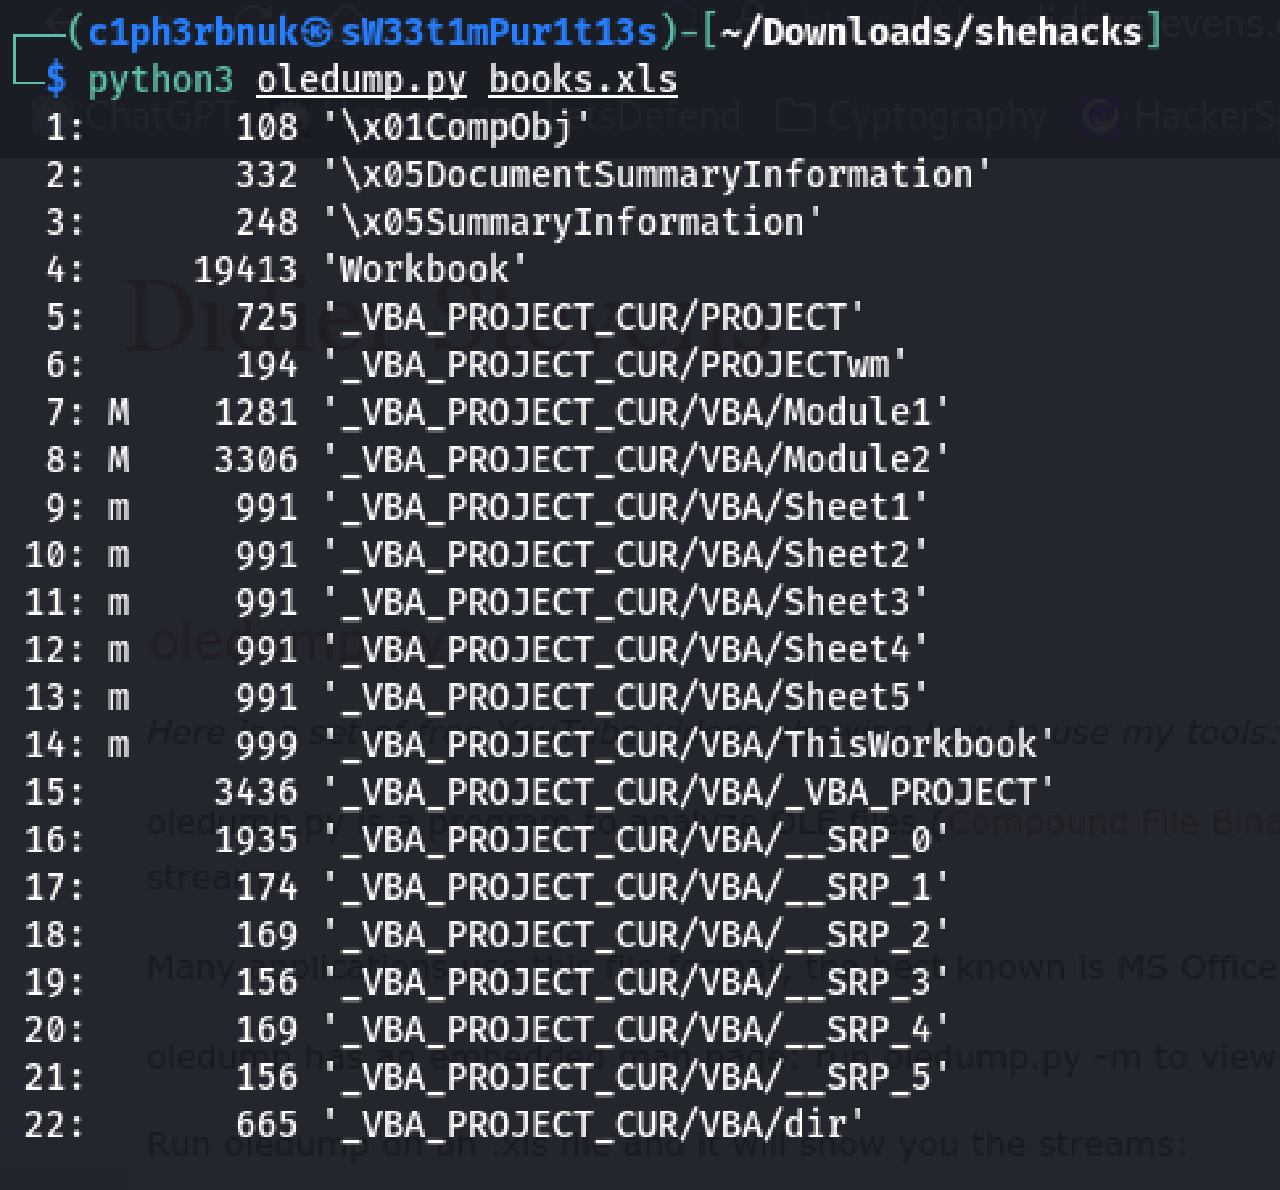 (c1ph3rbnuk㉿sW33t1mPur1t13s)-[~/Downloads/shehacks]
$ python3 oledump.py books.xls
1: 108 '\x01CompObj'
2: 332 '\x05DocumentSummaryInformation'
3: 248 '\x05SummaryInformation'
4: 19413 'Workbook'
5: 725 '_VBA_PROJECT_CUR/PROJECT'
6: 194 '_VBA_PROJECT_CUR/PROJECTwm'
7: M 1281 '_VBA_PROJECT_CUR/VBA/Module1'
8: M 3306 '_VBA_PROJECT_CUR/VBA/Module2'
9: m 991 '_VBA_PROJECT_CUR/VBA/Sheet1'
10: m 991 '_VBA_PROJECT_CUR/VBA/Sheet2'
11: m 991 '_VBA_PROJECT_CUR/VBA/Sheet3'
12: m 991 '_VBA_PROJECT_CUR/VBA/Sheet4'
13: m 991 '_VBA_PROJECT_CUR/VBA/Sheet5'
14: m 999 '_VBA_PROJECT_CUR/VBA/ThisWorkbook'
15: 3436 '_VBA_PROJECT_CUR/VBA/_VBA_PROJECT'
16: 1935 '_VBA_PROJECT_CUR/VBA/__SRP_0'
17: 174 '_VBA_PROJECT_CUR/VBA/__SRP_1'
18: 169 '_VBA_PROJECT_CUR/VBA/__SRP_2'
19: 156 '_VBA_PROJECT_CUR/VBA/__SRP_3'
20: 169 '_VBA_PROJECT_CUR/VBA/__SRP_4'
21: 156 '_VBA_PROJECT_CUR/VBA/__SRP_5'
22: 665 '_VBA_PROJECT_CUR/VBA/dir'